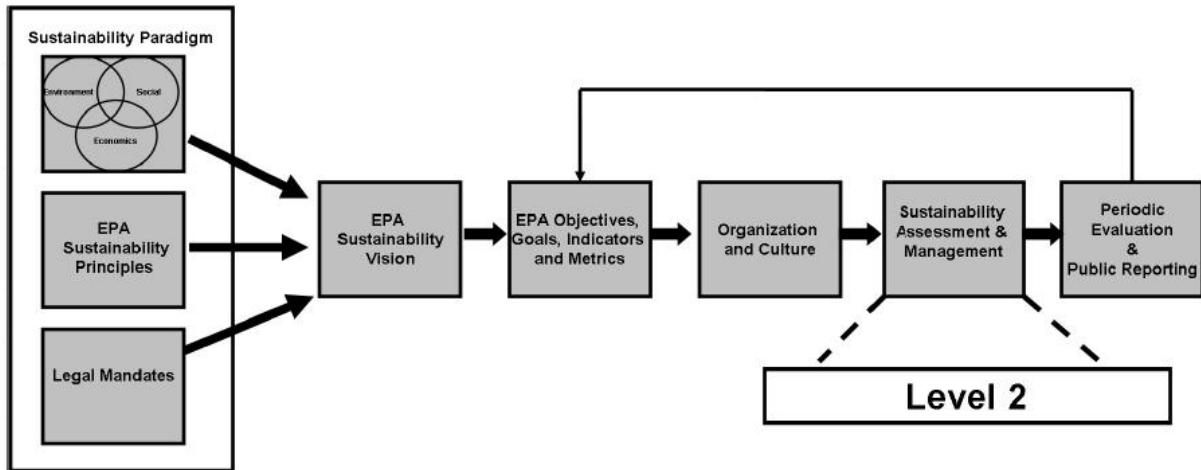 Sustainability Paradigm
Environment
Social
Economics
EPA
Sustainability
Principles
Legal Mandates
EPA
Sustainability
Vision
EPA Objectives,
Goals, Indicators
and Metrics
Organization
and Culture
Sustainability
Assessment &
Management
Periodic
Evaluation
&
Public Reporting
Level 2